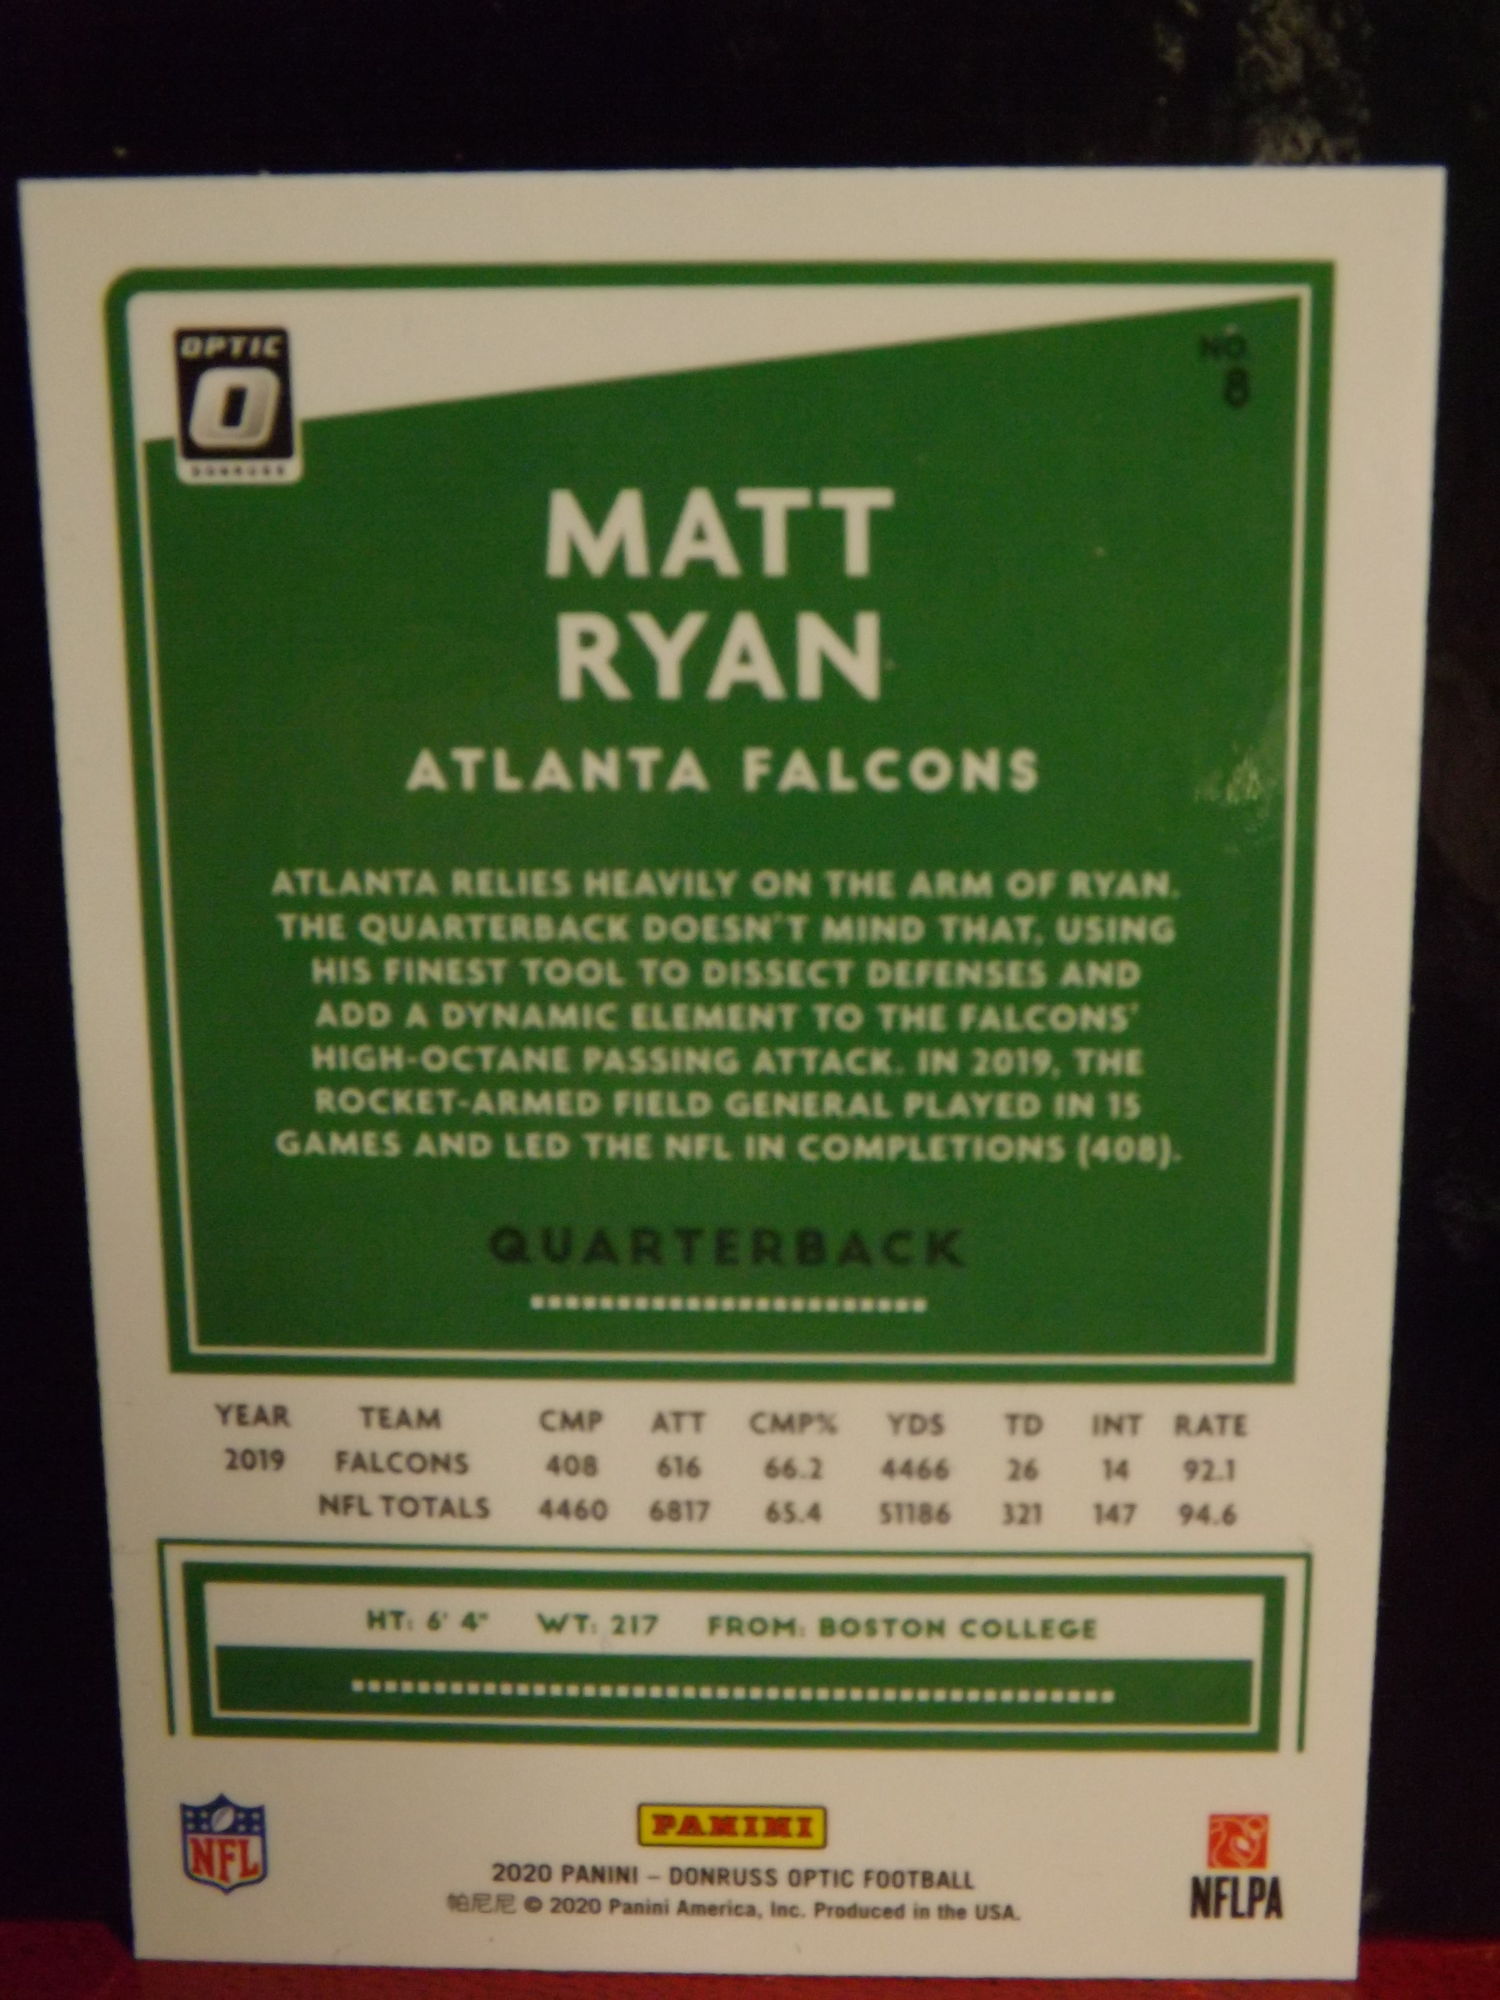 OPTIC
O
DONRUSS
NO.
8
MATT
RYAN
ATLANTA FALCONS
ATLANTA RELIES HEAVILY ON THE ARM OF RYAN.
THE QUARTERBACK DOESN'T MIND THAT, USING
HIS FINEST TOOL TO DISSECT DEFENSES AND
ADD A DYNAMIC ELEMENT TO THE FALCONS'
HIGH-OCTANE PASSING ATTACK. IN 2019, THE
ROCKET-ARMED FIELD GENERAL PLAYED IN 15
GAMES AND LED THE NFL IN COMPLETIONS (408).
QUARTERBACK
YEAR TEAM CMP ATT CMP% YDS TD INT RATE
2019 FALCONS 408 616 66.2 4466 26 14 92.1
NFL TOTALS 4460 6817 65.4 51186 321 147 94.6
HT: 6' 4" WT: 217 FROM: BOSTON COLLEGE
NFL
PANINI
2020 PANINI – DONRUSS OPTIC FOOTBALL
帕尼尼 © 2020 Panini America, Inc. Produced in the USA.
NFLPA